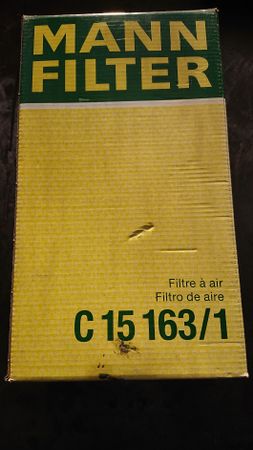 MANN
FILTER
Filtre à air
Filtro de aire
C 15 163/1